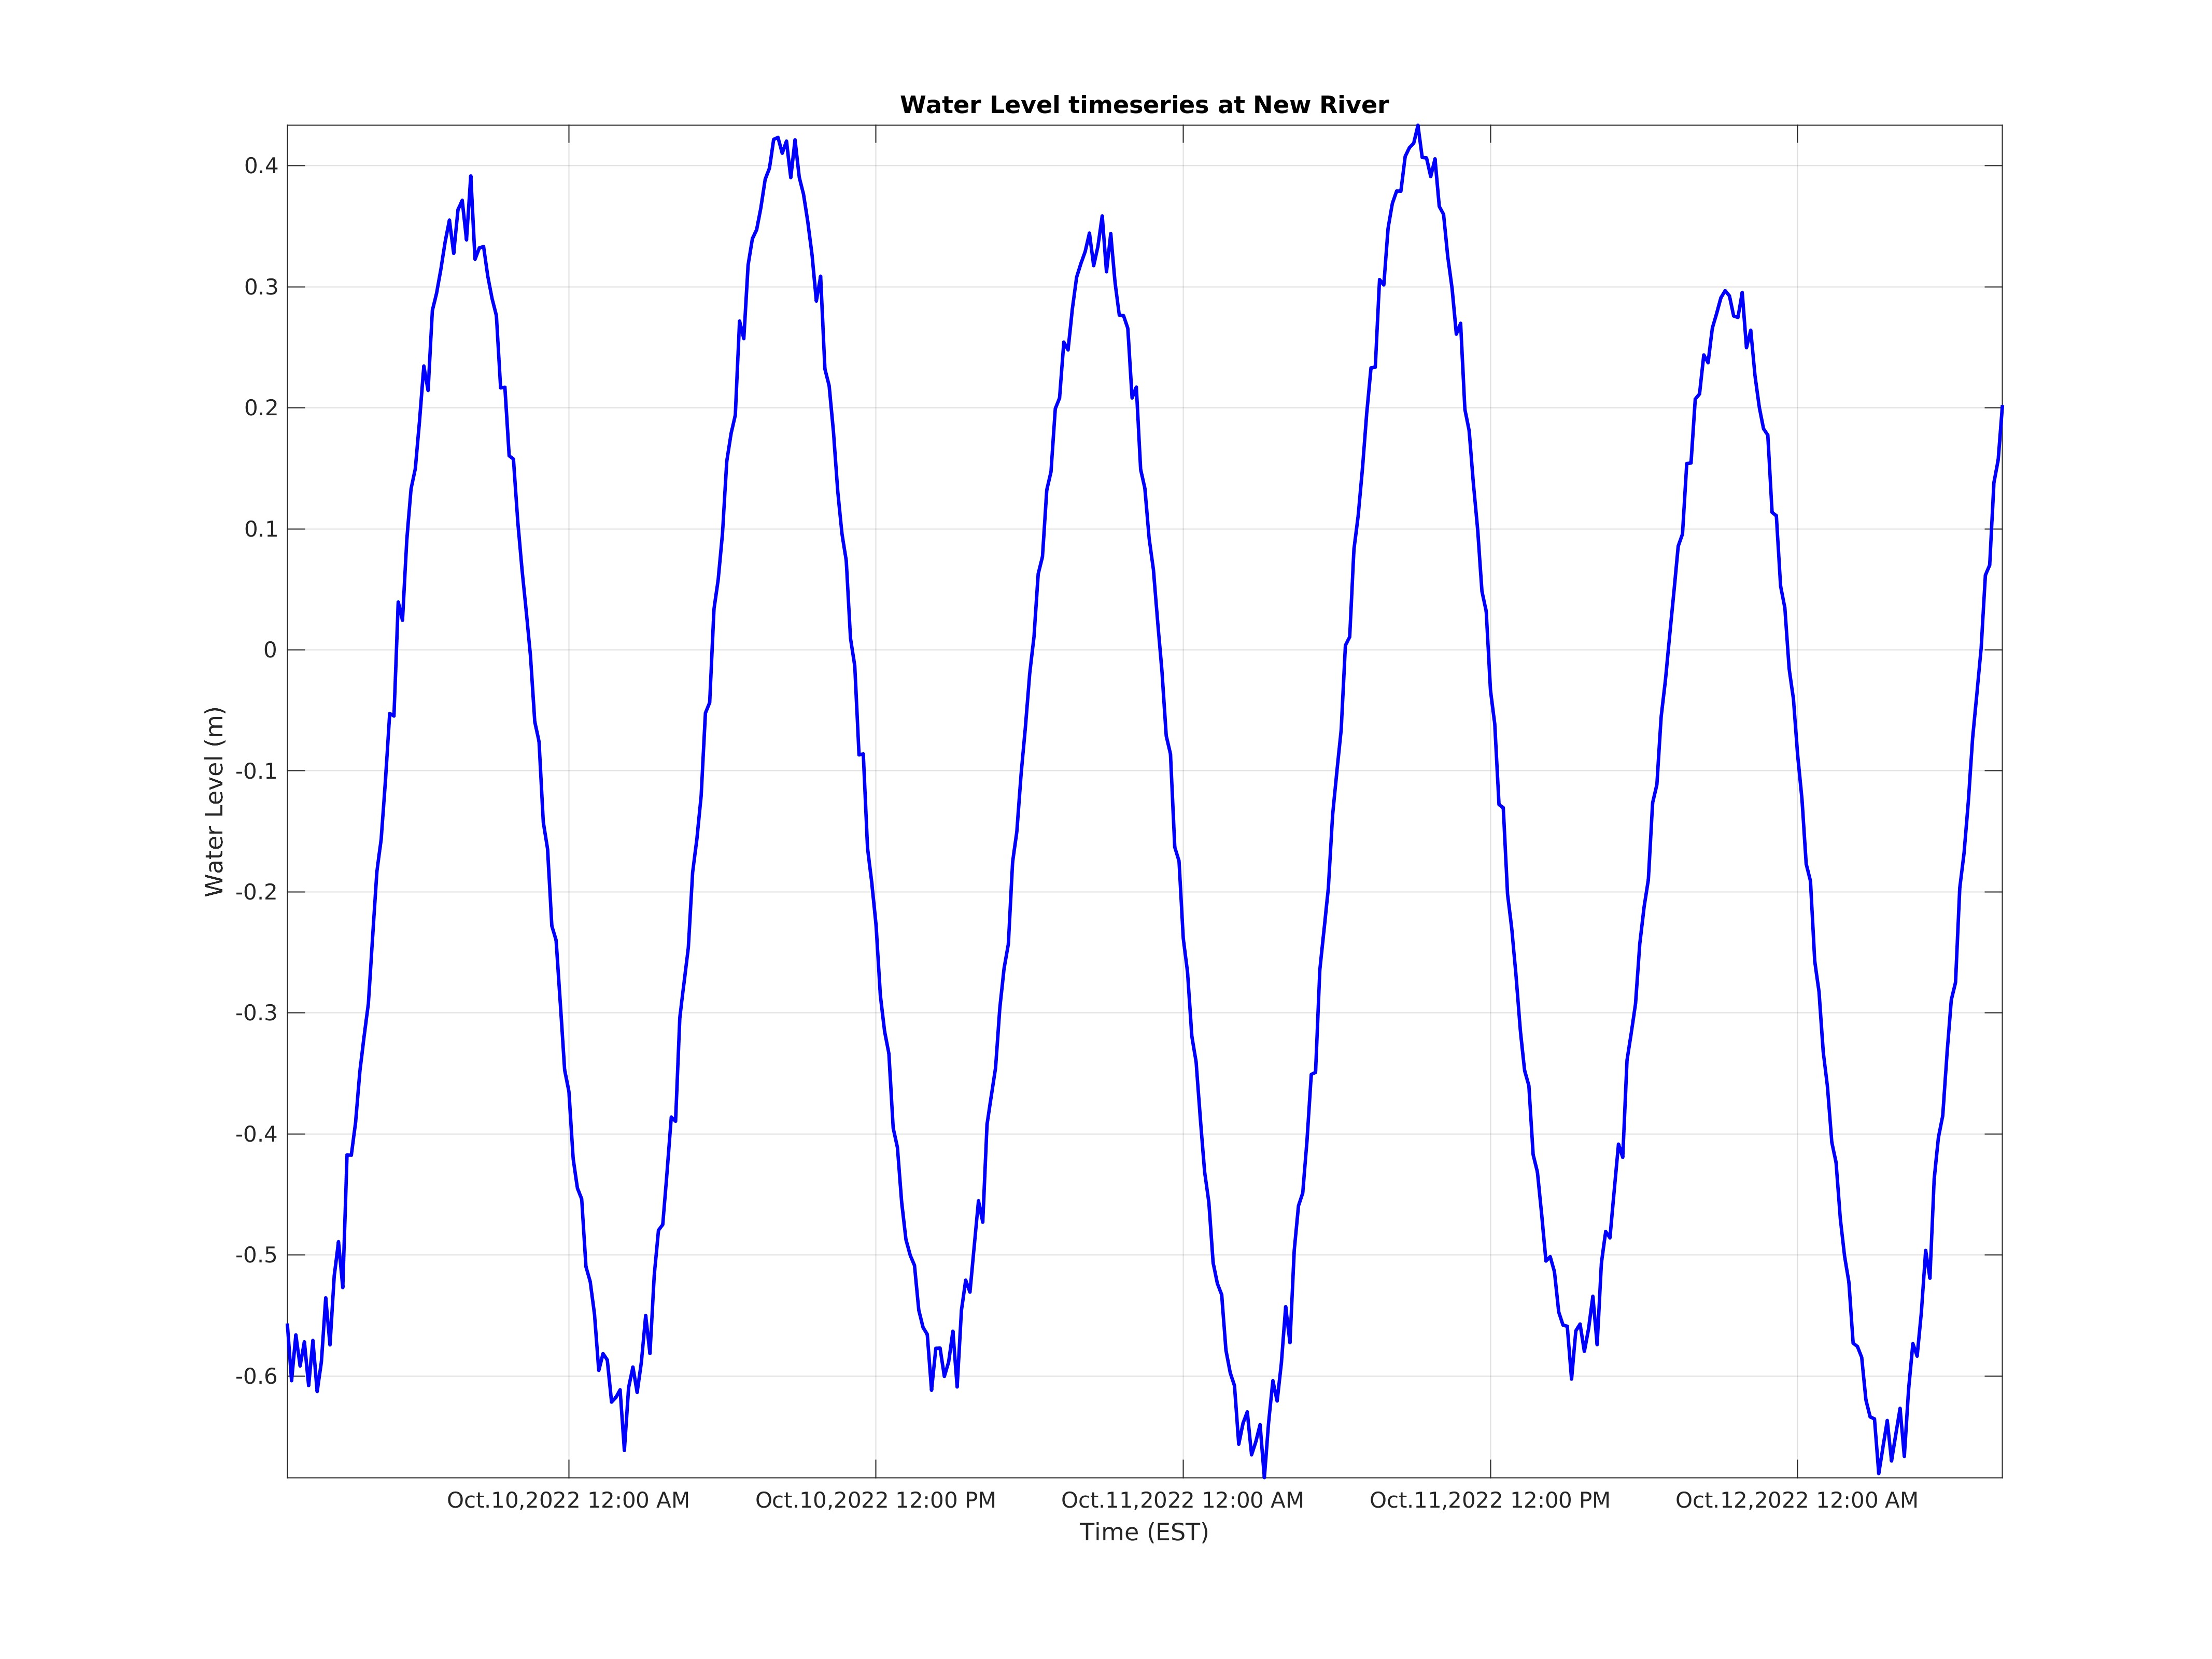 Water Level timeseries at New River
0.4
0.3
0.2
0.1
0
-0.1
-0.2
-0.3
-0.4
-0.5
-0.6
Water Level (m)
Oct.10,2022 12:00 AM
Oct.10,2022 12:00 PM
Oct.11,2022 12:00 AM
Oct.11,2022 12:00 PM
Oct.12,2022 12:00 AM
Time (EST)